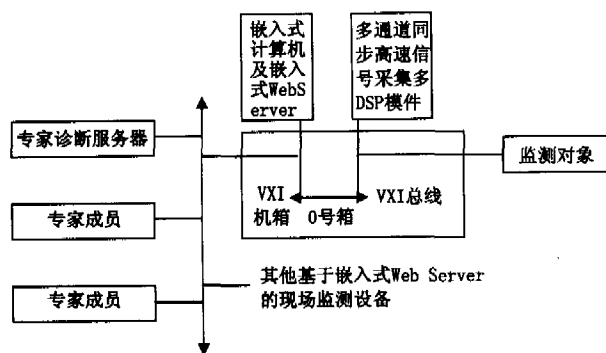 嵌入式
计算机
及嵌入
式WebS
erver
多通道同
步高速信
号采集多
DSP模件
专家诊断服务器
监测对象
VXI
机箱
0号箱
VXI总线
专家成员
其他基于嵌入式Web Server
的现场监测设备
专家成员